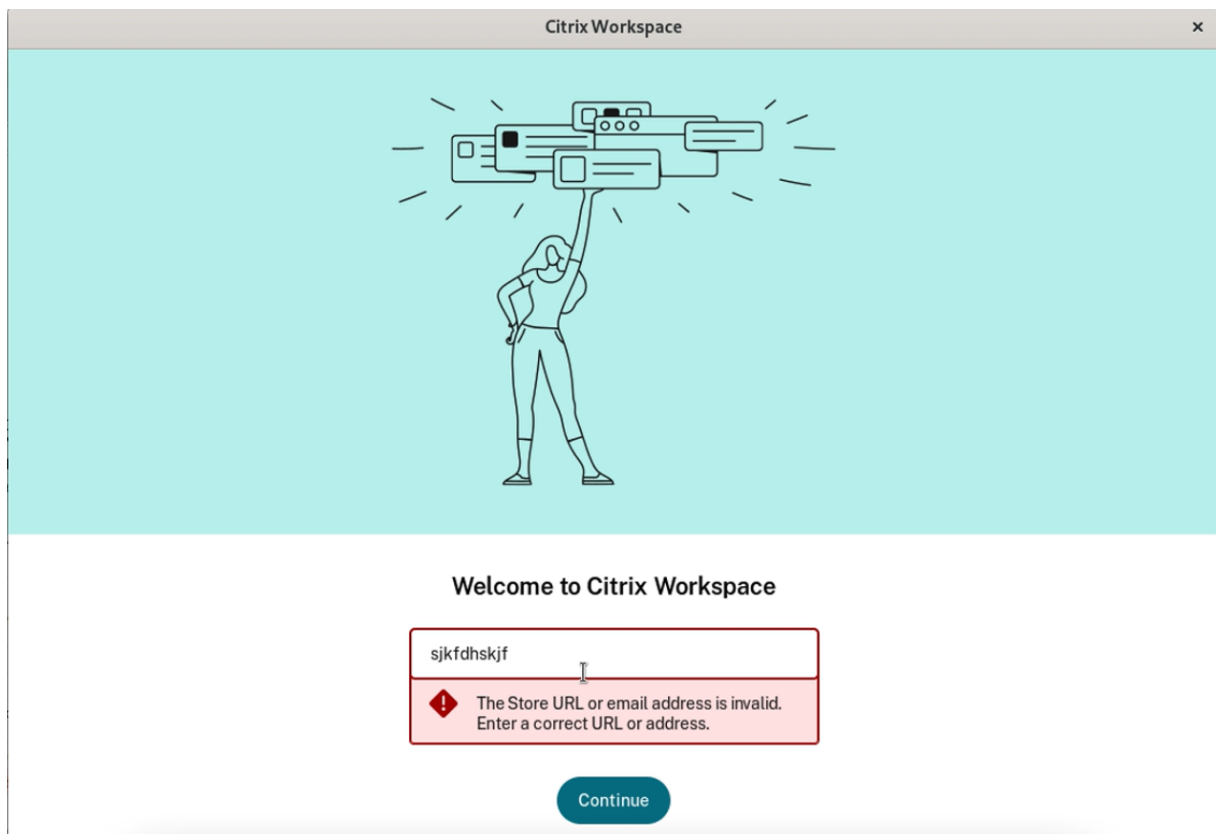 Citrix Workspace
Welcome to Citrix Workspace
sjkfdhskjf
The Store URL or email address is invalid.
Enter a correct URL or address.
Continue